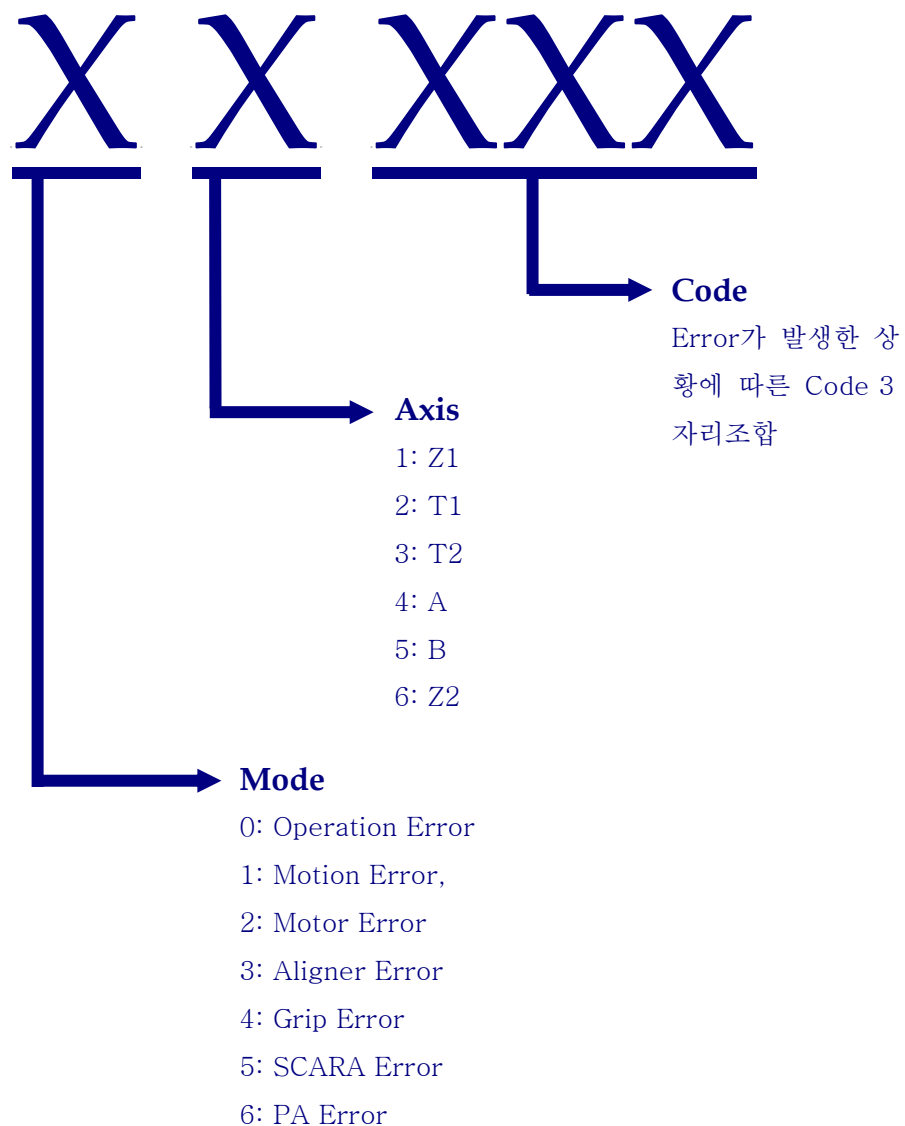 X X XXX
Code
Error가 발생한 상
황에 따른 Code 3
자리조합
Axis
1: Z1
2: T1
3: T2
4: A
5: B
6: Z2
Mode
0: Operation Error
1: Motion Error,
2: Motor Error
3: Aligner Error
4: Grip Error
5: SCARA Error
6: PA Error